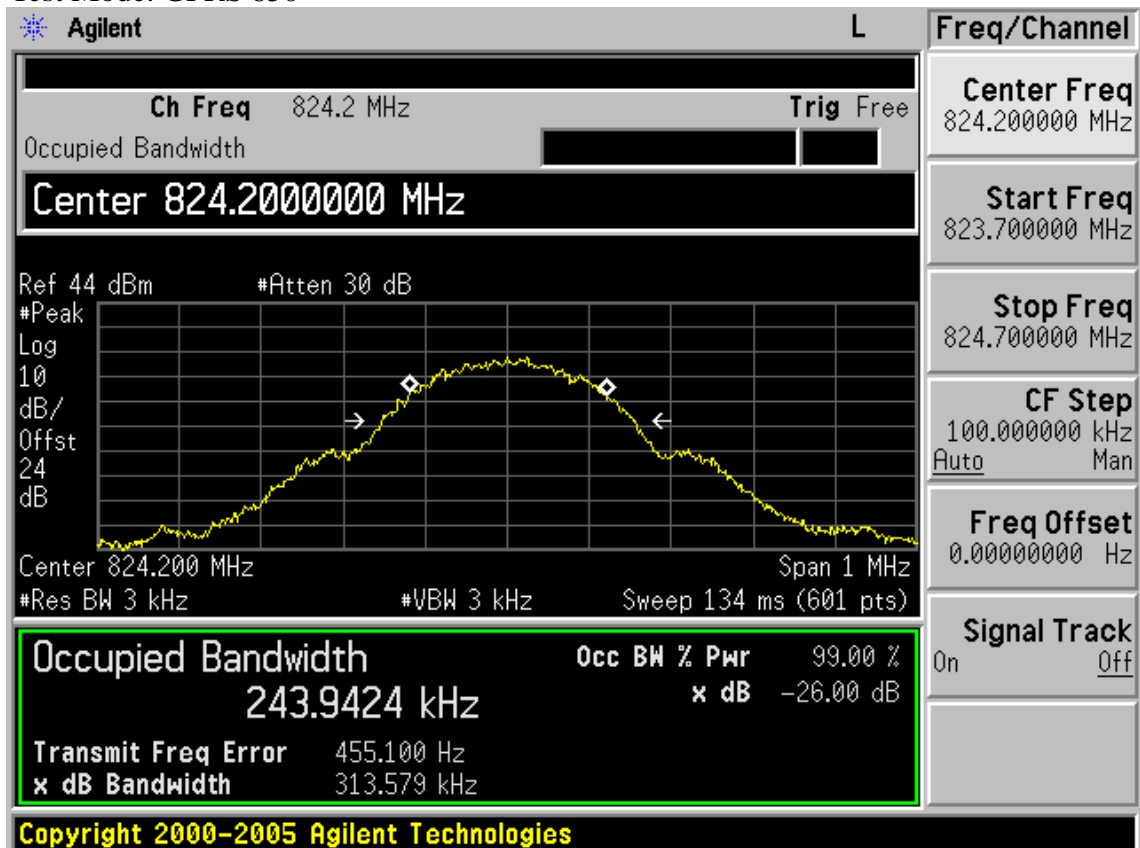 Agilent L
Ch Freq 824.2 MHz Trig Free
Occupied Bandwidth
Center 824.2000000 MHz
Ref 44 dBm #Atten 30 dB
#Peak
Log
10
dB/
Offst
24
dB
Center 824.200 MHz Span 1 MHz
#Res BW 3 kHz #VBW 3 kHz Sweep 134 ms (601 pts)
Occupied Bandwidth Occ BW % Pwr 99.00 %
243.9424 kHz x dB -26.00 dB
Transmit Freq Error 455.100 Hz
x dB Bandwidth 313.579 kHz
Copyright 2000-2005 Agilent Technologies
Freq/Channel
Center Freq
824.200000 MHz
Start Freq
823.700000 MHz
Stop Freq
824.700000 MHz
CF Step
100.000000 kHz
Auto Man
Freq Offset
0.00000000 Hz
Signal Track
On Off